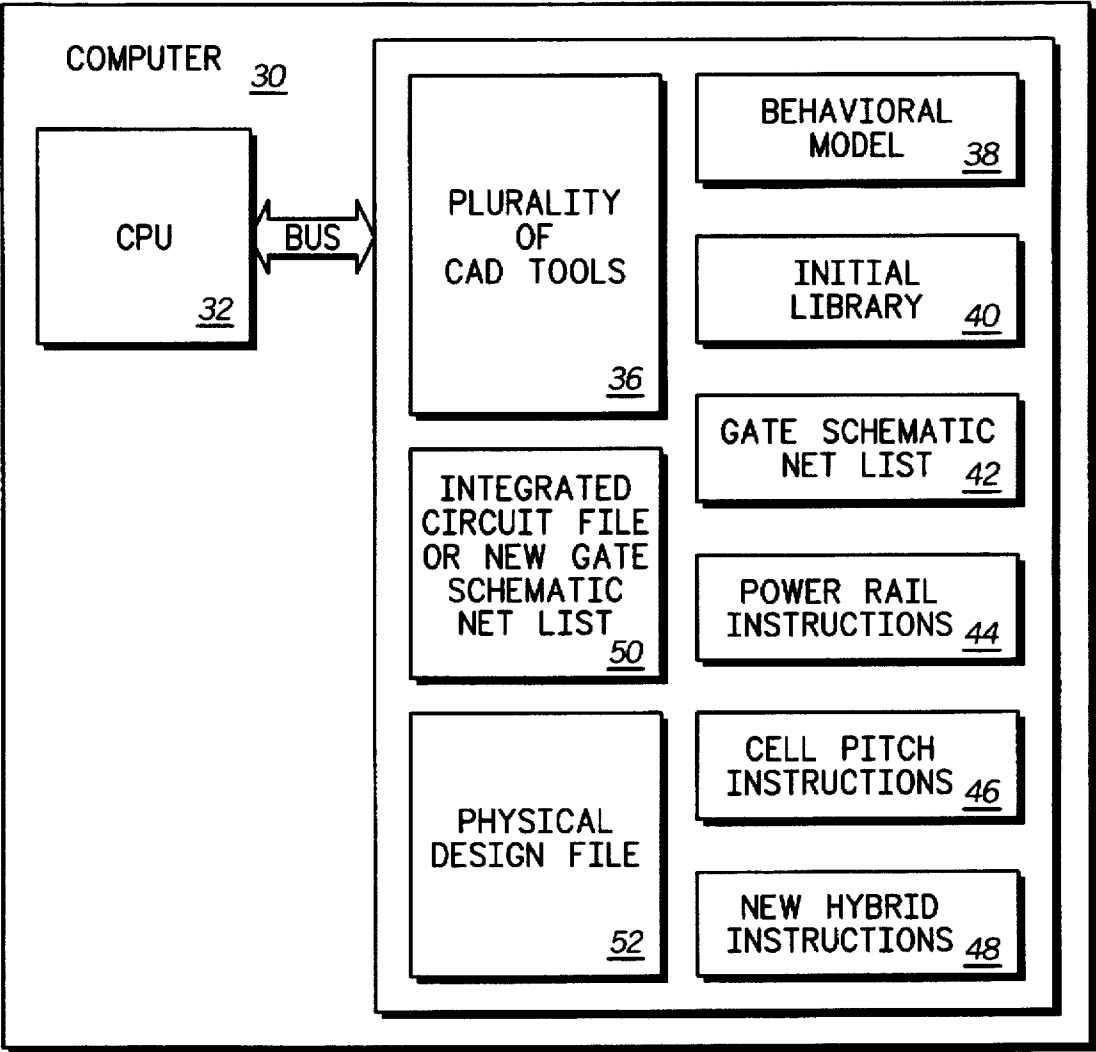 COMPUTER 30
CPU
32
BUS
PLURALITY
OF
CAD TOOLS
36
INTEGRATED
CIRCUIT FILE
OR NEW GATE
SCHEMATIC
NET LIST
50
PHYSICAL
DESIGN FILE
52
BEHAVIORAL
MODEL 38
INITIAL
LIBRARY 40
GATE SCHEMATIC
NET LIST 42
POWER RAIL
INSTRUCTIONS 44
CELL PITCH
INSTRUCTIONS 46
NEW HYBRID
INSTRUCTIONS 48